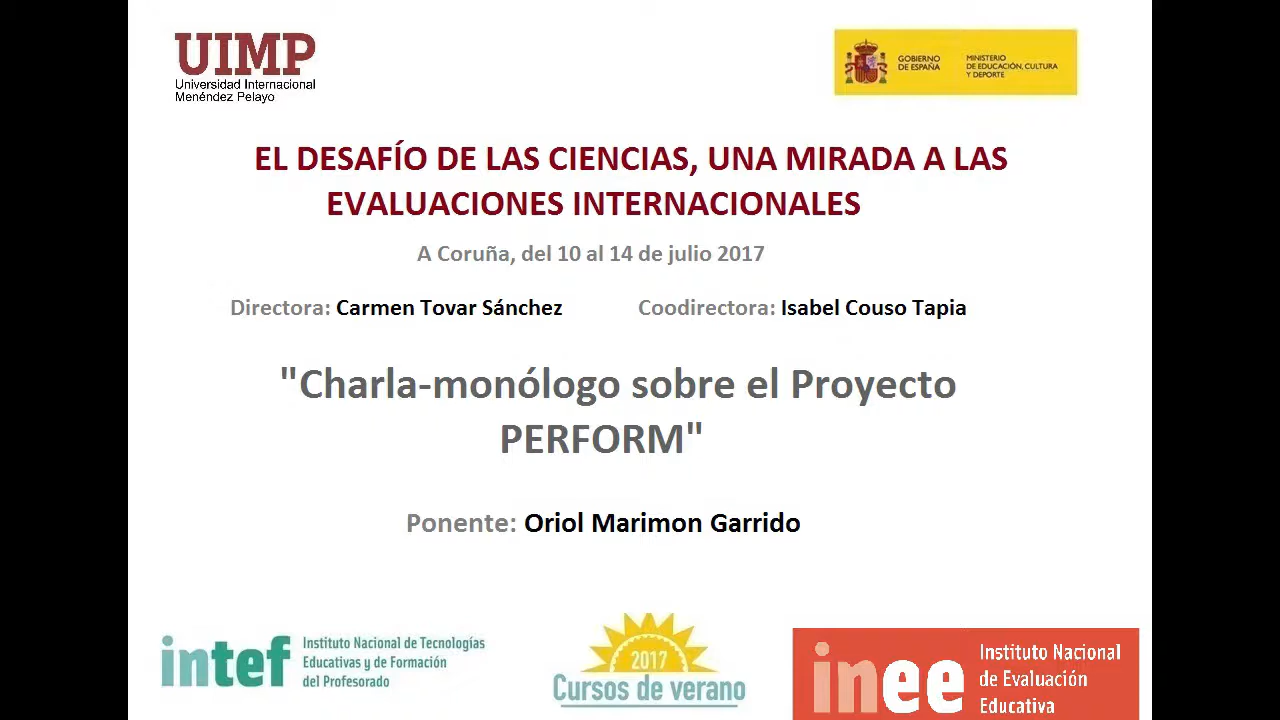 UIMP
Universidad Internacional
Menéndez Pelayo
GOBIERNO
DE ESPAÑA
MINISTERIO
DE EDUCACIÓN, CULTURA
Y DEPORTE
EL DESAFÍO DE LAS CIENCIAS, UNA MIRADA A LAS
EVALUACIONES INTERNACIONALES
A Coruña, del 10 al 14 de julio 2017
Directora: Carmen Tovar Sánchez
Coodirectora: Isabel Couso Tapia
"Charla-monólogo sobre el Proyecto
PERFORM"
Ponente: Oriol Marimon Garrido
intef
Instituto Nacional de Tecnologías
Educativas y de Formación
del Profesorado
2017
Cursos de verano
inee
Instituto Nacional
de Evaluación
Educativa